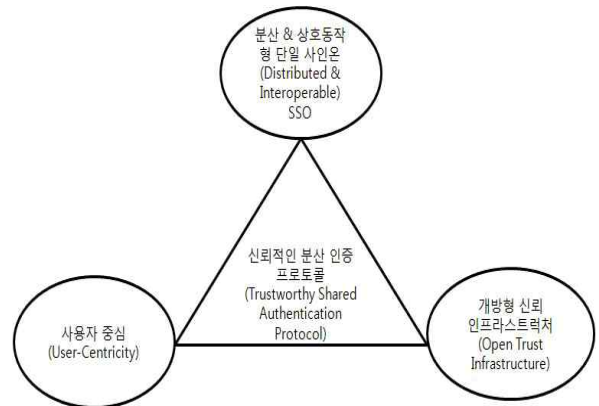 분산 & 상호동작
형 단일 사인온
(Distributed &
Interoperable)
SSO
신뢰적인 분산 인증
프로토콜
(Trustworthy Shared
Authentication
Protocol)
사용자 중심
(User-Centricity)
개방형 신뢰
인프라스트럭처
(Open Trust
Infrastructure)